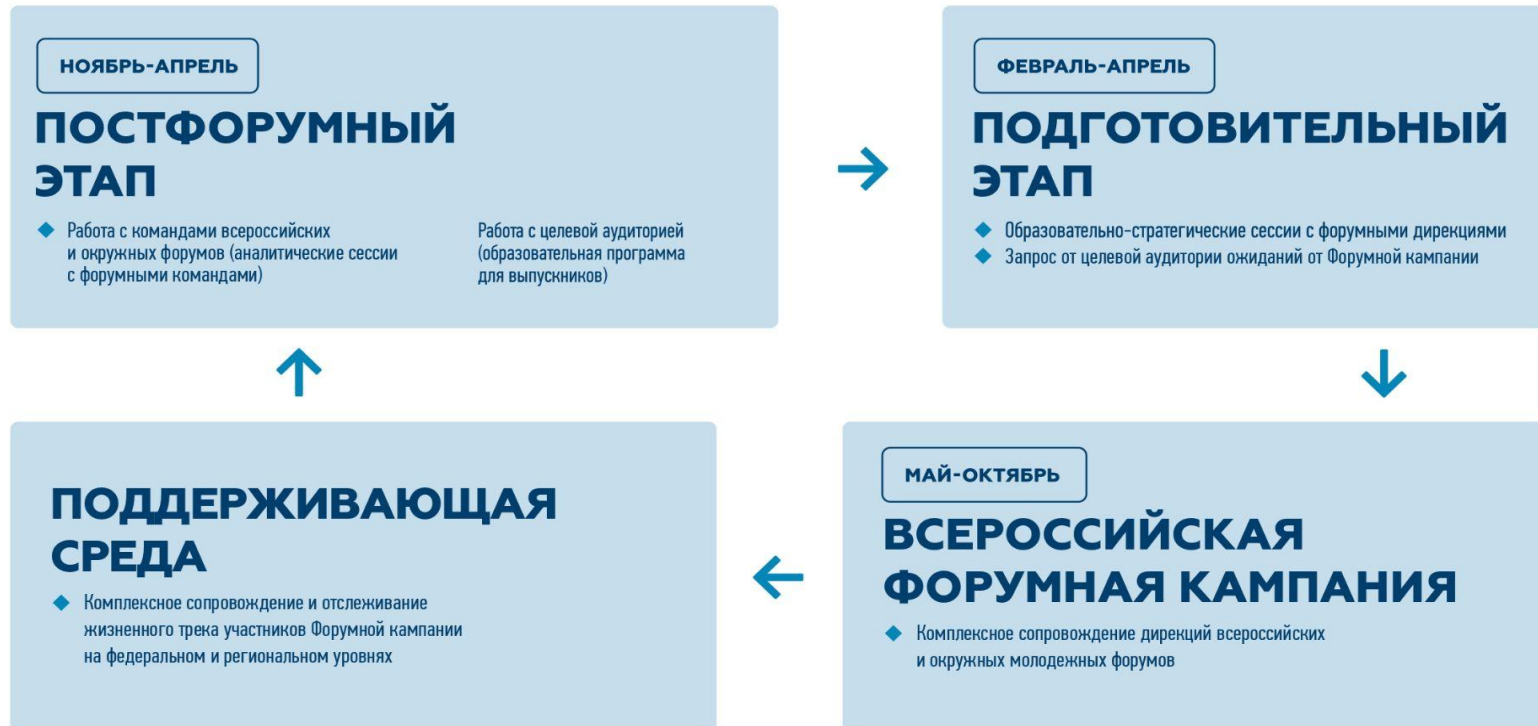 НОЯБРЬ-АПРЕЛЬ
ПОСТФОРУМНЫЙ
ЭТАП
Работа с командами всероссийских
и окружных форумов (аналитические сессии
с форумными командами)
Работа с целевой аудиторией
(образовательная программа
для выпускников)
ФЕВРАЛЬ-АПРЕЛЬ
ПОДГОТОВИТЕЛЬНЫЙ
ЭТАП
Образовательно-стратегические сессии с форумными дирекциями
Запрос от целевой аудитории ожиданий от Форумной кампании
ПОДДЕРЖИВАЮЩАЯ
СРЕДА
Комплексное сопровождение и отслеживание
жизненного трека участников Форумной кампании
на федеральном и региональном уровнях
МАЙ-ОКТЯБРЬ
ВСЕРОССИЙСКАЯ
ФОРУМНАЯ КАМПАНИЯ
Комплексное сопровождение дирекций всероссийских
и окружных молодежных форумов